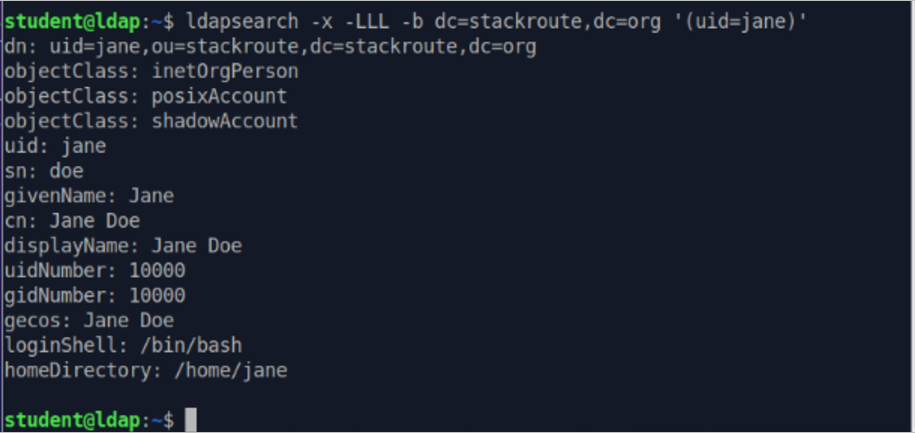 student@ldap:~$ ldapsearch -x -LLL -b dc=stackroute,dc=org '(uid=jane)'
dn: uid=jane,ou=stackroute,dc=stackroute,dc=org
objectClass: inetOrgPerson
objectClass: posixAccount
objectClass: shadowAccount
uid: jane
sn: doe
givenName: Jane
cn: Jane Doe
displayName: Jane Doe
uidNumber: 10000
gidNumber: 10000
gecos: Jane Doe
loginShell: /bin/bash
homeDirectory: /home/jane
student@ldap:~$